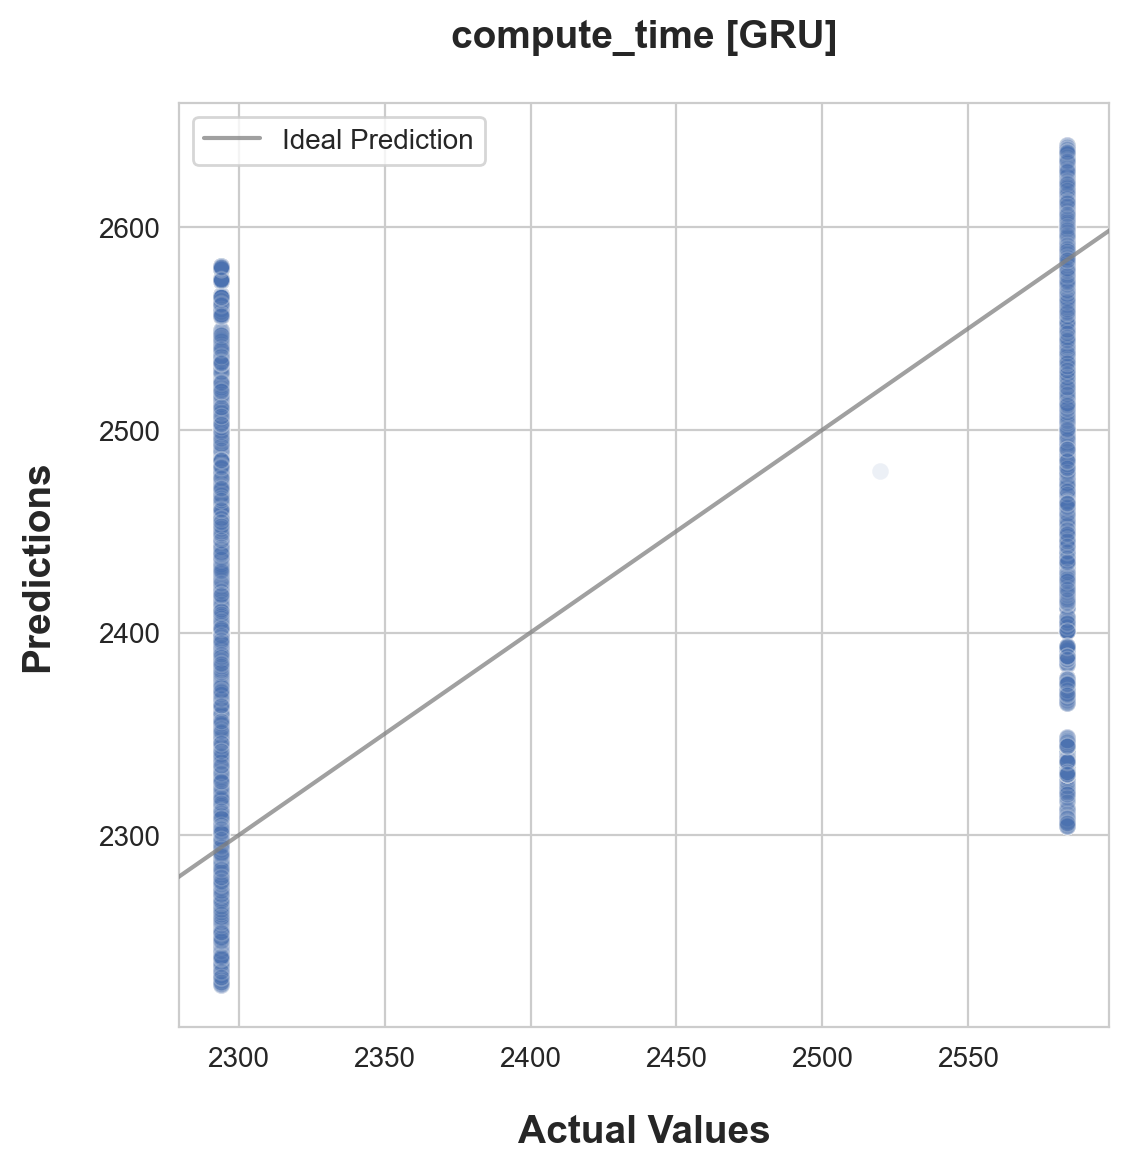 compute_time [GRU]
Ideal Prediction
2600
2500
2400
2300
Predictions
2300 2350 2400 2450 2500 2550
Actual Values